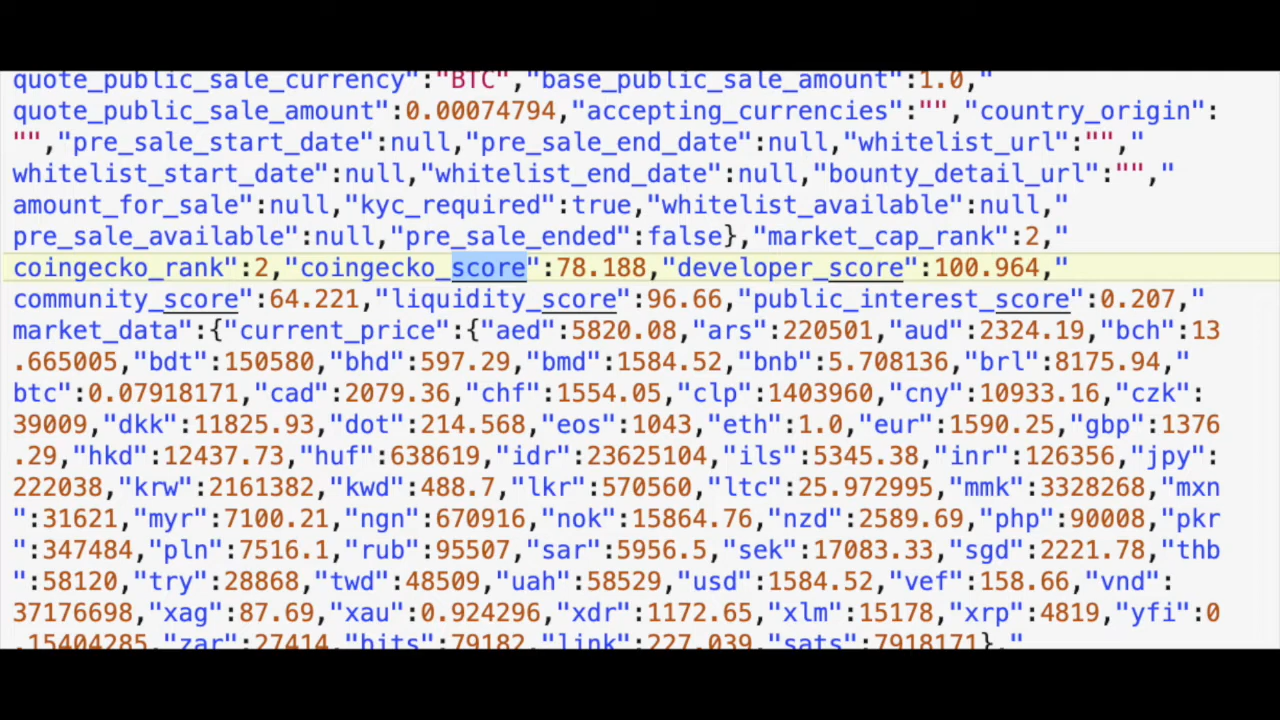 quote_public_sale_currency":"BTC","base_public_sale_amount":1.0,"
quote_public_sale_amount":0.00074794,"accepting_currencies":"","country_origin":
"","pre_sale_start_date":null,"pre_sale_end_date":null,"whitelist_url":"","
whitelist_start_date":null,"whitelist_end_date":null,"bounty_detail_url":"","
amount_for_sale":null,"kyc_required":true,"whitelist_available":null,"
pre_sale_available":null,"pre_sale_ended":false},"market_cap_rank":2,"
coingecko_rank":2,"coingecko_score":78.188,"developer_score":100.964,"
community_score":64.221,"liquidity_score":96.66,"public_interest_score":0.207,"
market_data":{"current_price":{"aed":5820.08,"ars":220501,"aud":2324.19,"bch":13
.665005,"bdt":150580,"bhd":597.29,"bmd":1584.52,"bnb":5.708136,"brl":8175.94,"
btc":0.07918171,"cad":2079.36,"chf":1554.05,"clp":1403960,"cny":10933.16,"czk":
39009,"dkk":11825.93,"dot":214.568,"eos":1043,"eth":1.0,"eur":1590.25,"gbp":1376
.29,"hkd":12437.73,"huf":638619,"idr":23625104,"ils":5345.38,"inr":126356,"jpy":
222038,"krw":2161382,"kwd":488.7,"lkr":570560,"ltc":25.972995,"mmk":3328268,"mxn
":31621,"myr":7100.21,"ngn":670916,"nok":15864.76,"nzd":2589.69,"php":90008,"pkr
":347484,"pln":7516.1,"rub":95507,"sar":5956.5,"sek":17083.33,"sgd":2221.78,"thb
":58120,"try":28868,"twd":48509,"uah":58529,"usd":1584.52,"vef":158.66,"vnd":
37176698,"xag":87.69,"xau":0.924296,"xdr":1172.65,"xlm":15178,"xrp":4819,"yfi":0
.15404285,"zar":27414,"bits":79182,"link":227.039,"sats":7918171},"